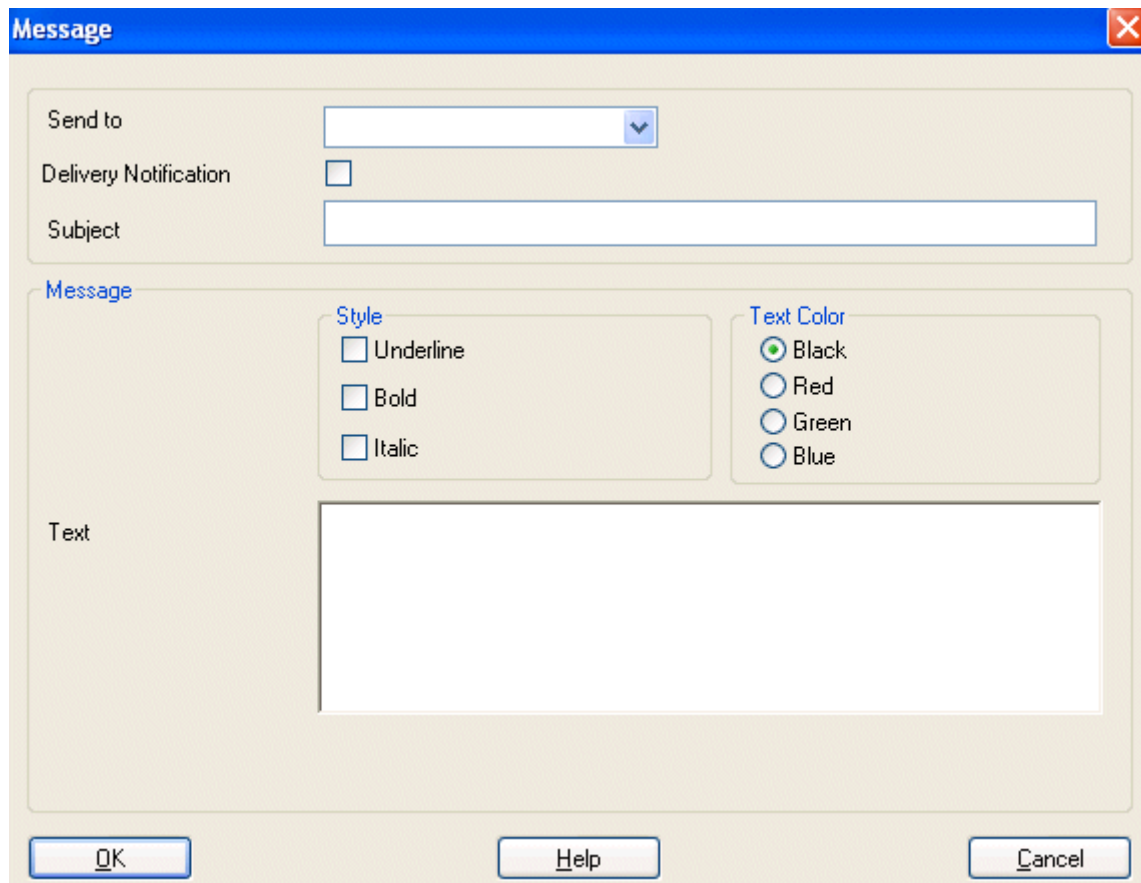 Message
Send to
Delivery Notification
Subject
Message
Style
Underline
Bold
Italic
Text Color
Black
Red
Green
Blue
Text
OK
Help
Cancel